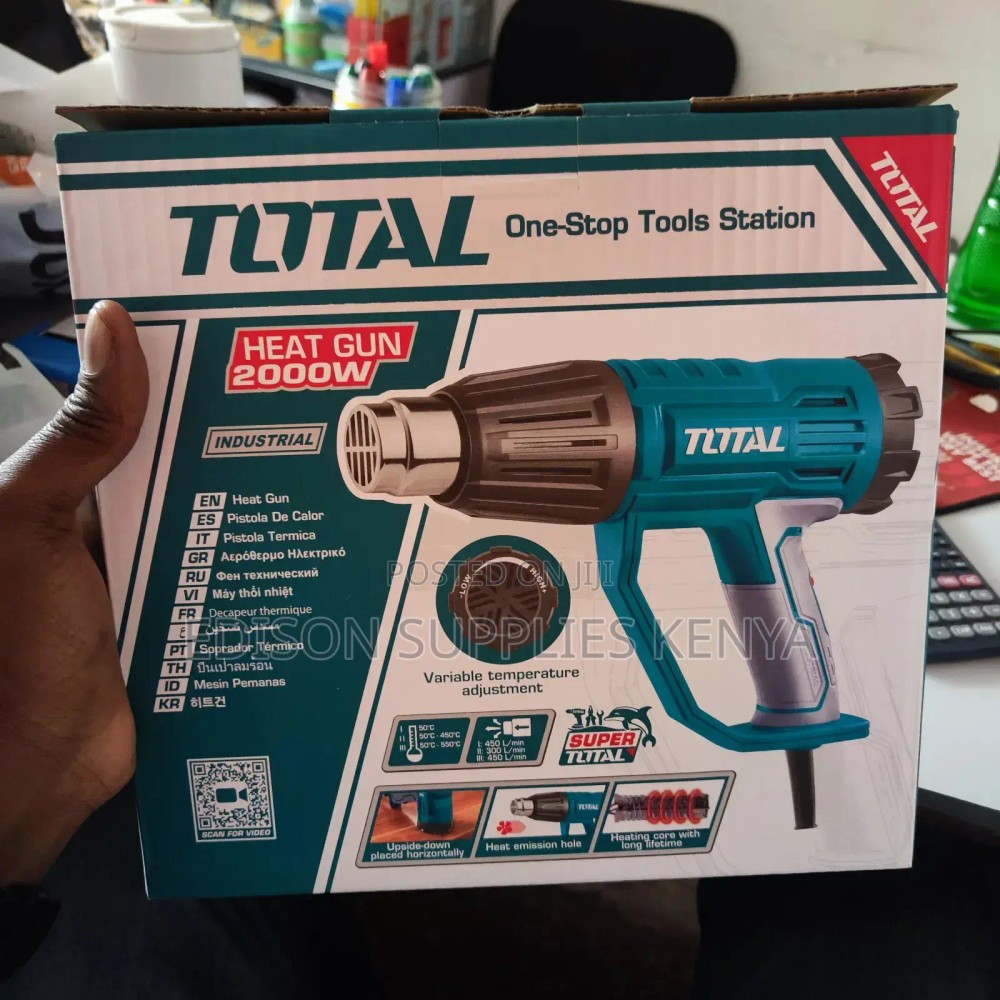 TOTAL
One-Stop Tools Station
TOTAL
HEAT GUN
2000W
INDUSTRIAL
EN Heat Gun
ES Pistola De Calor
IT Pistola Termica
GR Αερόθερμο Ηλεκτρικό
RU Фен технический
VI Máy thổi nhiệt
FR Decapeur thermique
PT Soprador Térmico
TH ปืนเป่าลมร้อน
ID Mesin Pemanas
KR 히트건
SCAN FOR VIDEO
TOTAL
LOW
HIGH+
Variable temperature
adjustment
I 50°C
II 50°C - 450°C
III 50°C - 550°C
I: 450 L/min
II: 300 L/min
III: 450 L/min
SUPER
TOTAL
Upside-down
placed horizontally
TOTAL
Heat emission hole
Heating core with
long lifetime
POSTED ON JIJI
EDISON SUPPLIES KENYA